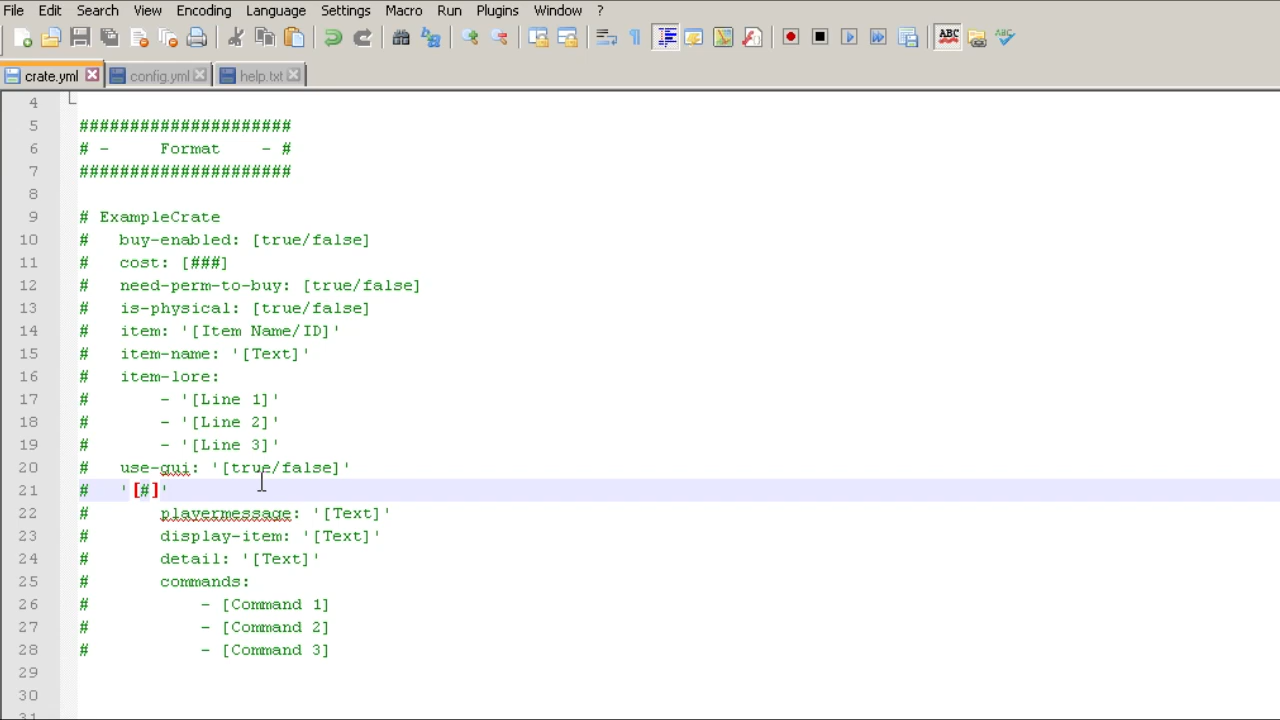 File Edit Search View Encoding Language Settings Macro Run Plugins Window ?
ABC ABC
crate.yml config.yml help.txt
4
5 #####################
6 # -     Format    - #
7 #####################
8
9 # ExampleCrate
10 #   buy-enabled: [true/false]
11 #   cost: [###]
12 #   need-perm-to-buy: [true/false]
13 #   is-physical: [true/false]
14 #   item: '[Item Name/ID]'
15 #   item-name: '[Text]'
16 #   item-lore:
17 #       - '[Line 1]'
18 #       - '[Line 2]'
19 #       - '[Line 3]'
20 #   use-gui: '[true/false]'
21 #   '[#]'
22 #       playermessage: '[Text]'
23 #       display-item: '[Text]'
24 #       detail: '[Text]'
25 #       commands:
26 #           - [Command 1]
27 #           - [Command 2]
28 #           - [Command 3]
29
30
31